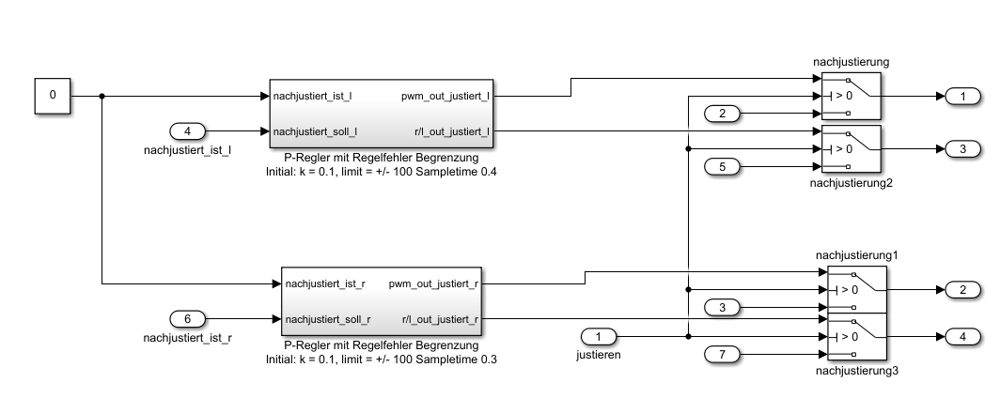 nachjustierung
0
nachjustiert_ist_l
pwm_out_justiert_l
> 0
1
2
4
nachjustiert_soll_l
r/l_out_justiert_l
nachjustiert_ist_l
P-Regler mit Regelfehler Begrenzung
Initial: k = 0.1, limit = +/- 100 Sampletime 0.4
> 0
3
5
nachjustierung2
nachjustierung1
nachjustiert_ist_r
pwm_out_justiert_r
> 0
2
3
6
nachjustiert_soll_r
r/l_out_justiert_r
nachjustiert_ist_r
P-Regler mit Regelfehler Begrenzung
Initial: k = 0.1, limit = +/- 100 Sampletime 0.3
1
justieren
> 0
4
7
nachjustierung3